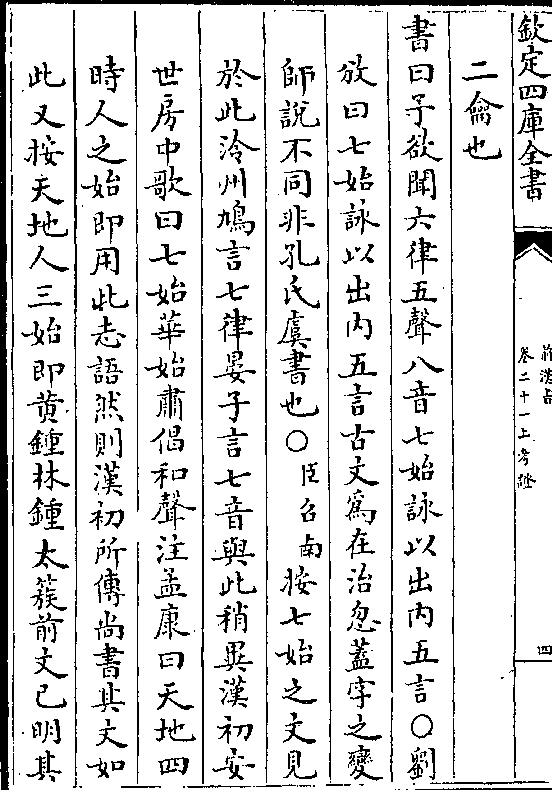 欽定四庫全書
前漢書
卷二十一上考證
四
二龠也
書曰予欲聞六律五聲八音七始詠以出内五言○劉
攽曰七始詠以出内五言古文為在治忽蓋字之變
師說不同非孔氏虞書也○臣召南按七始之文見
於此泠州鳩言七律晏子言七音與此稍異漢初安
世房中歌曰七始華始肅倡和聲注孟康曰天地四
時人之始即用此志語然則漢初所傳尚書其文如
此又按天地人三始即黄鍾林鍾太簇前文已明其